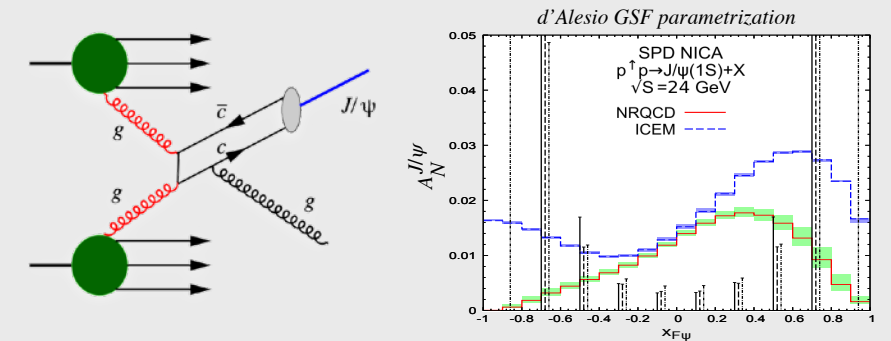 d'Alesio GSF parametrization
g
g
c̅
c
g
J/ψ
SPD NICA
p↑p→J/ψ(1S)+X
√S =24 GeV
NRQCD
ICEM
A_N^{J/ψ}
0.05
0.04
0.03
0.02
0.01
0
-1 -0.8 -0.6 -0.4 -0.2 0 0.2 0.4 0.6 0.8 1
x_{Fψ}